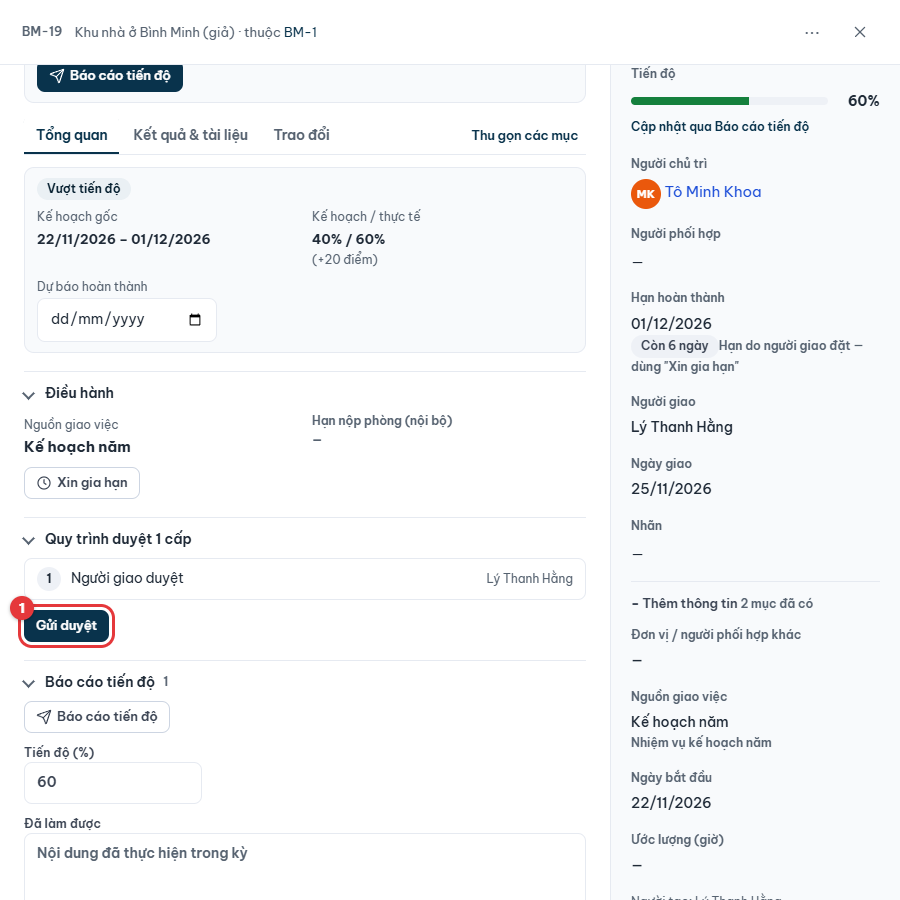 BM-19 Khu nhà ở Bình Minh (giả) · thuộc BM-1
Báo cáo tiến độ
Tổng quan Kết quả & tài liệu Trao đổi Thu gọn các mục
Vượt tiến độ
Kế hoạch gốc
22/11/2026 – 01/12/2026
Kế hoạch / thực tế
40% / 60%
(+20 điểm)
Dự báo hoàn thành
dd/mm/yyyy
Điều hành
Nguồn giao việc
Kế hoạch năm
Hạn nộp phòng (nội bộ)
—
Xin gia hạn
Quy trình duyệt 1 cấp
1 Người giao duyệt Lý Thanh Hằng
1
Gửi duyệt
Báo cáo tiến độ 1
Báo cáo tiến độ
Tiến độ (%)
60
Đã làm được
Nội dung đã thực hiện trong kỳ
Tiến độ
60%
Cập nhật qua Báo cáo tiến độ
Người chủ trì
MK Tô Minh Khoa
Người phối hợp
—
Hạn hoàn thành
01/12/2026
Còn 6 ngày Hạn do người giao đặt —
dùng "Xin gia hạn"
Người giao
Lý Thanh Hằng
Ngày giao
25/11/2026
Nhãn
—
– Thêm thông tin 2 mục đã có
Đơn vị / người phối hợp khác
—
Nguồn giao việc
Kế hoạch năm
Nhiệm vụ kế hoạch năm
Ngày bắt đầu
22/11/2026
Ước lượng (giờ)
—
Người tạo: Lý Thanh Hằng